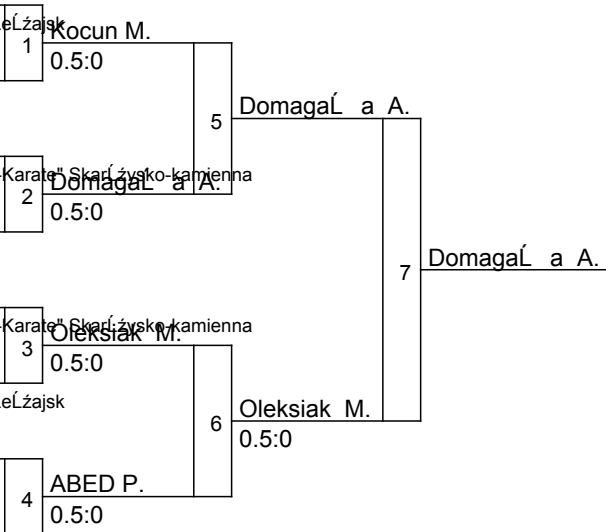 eĹźajsk
1
Kocun M.
0.5:0
5
DomagaĹ a A.
-Karate" SkarĹźysko-kamienna
2
DomagaĹ a A.
0.5:0
7
DomagaĹ a A.
-Karate" SkarĹźysko-kamienna
3
Oleksiak M.
0.5:0
eĹźajsk
6
Oleksiak M.
0.5:0
4
ABED P.
0.5:0